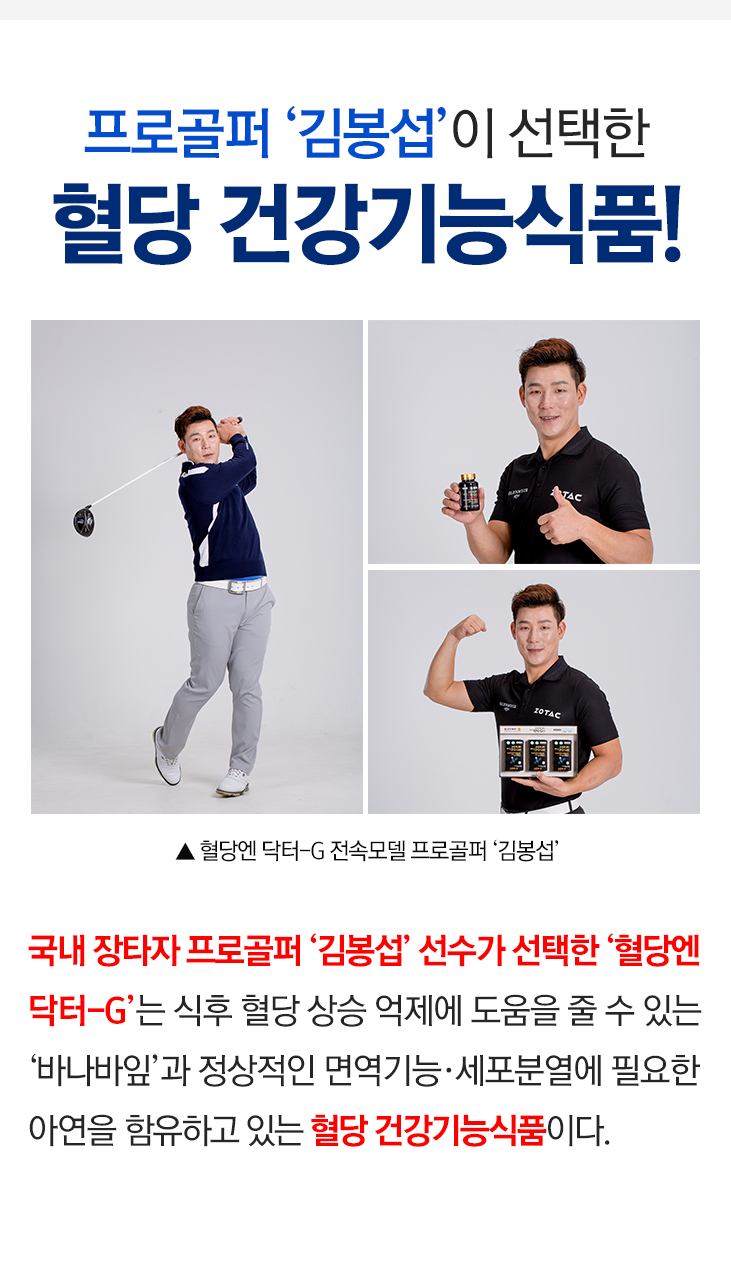 프로골퍼 ‘김봉섭’이 선택한
혈당 건강기능식품!
ZOTAC
ZOTAC
▲ 혈당엔 닥터-G 전속모델 프로골퍼 ‘김봉섭’
국내 장타자 프로골퍼 ‘김봉섭’ 선수가 선택한 ‘혈당엔
닥터-G’는 식후 혈당 상승 억제에 도움을 줄 수 있는
‘바나바잎’과 정상적인 면역기능·세포분열에 필요한
아연을 함유하고 있는 혈당 건강기능식품이다.